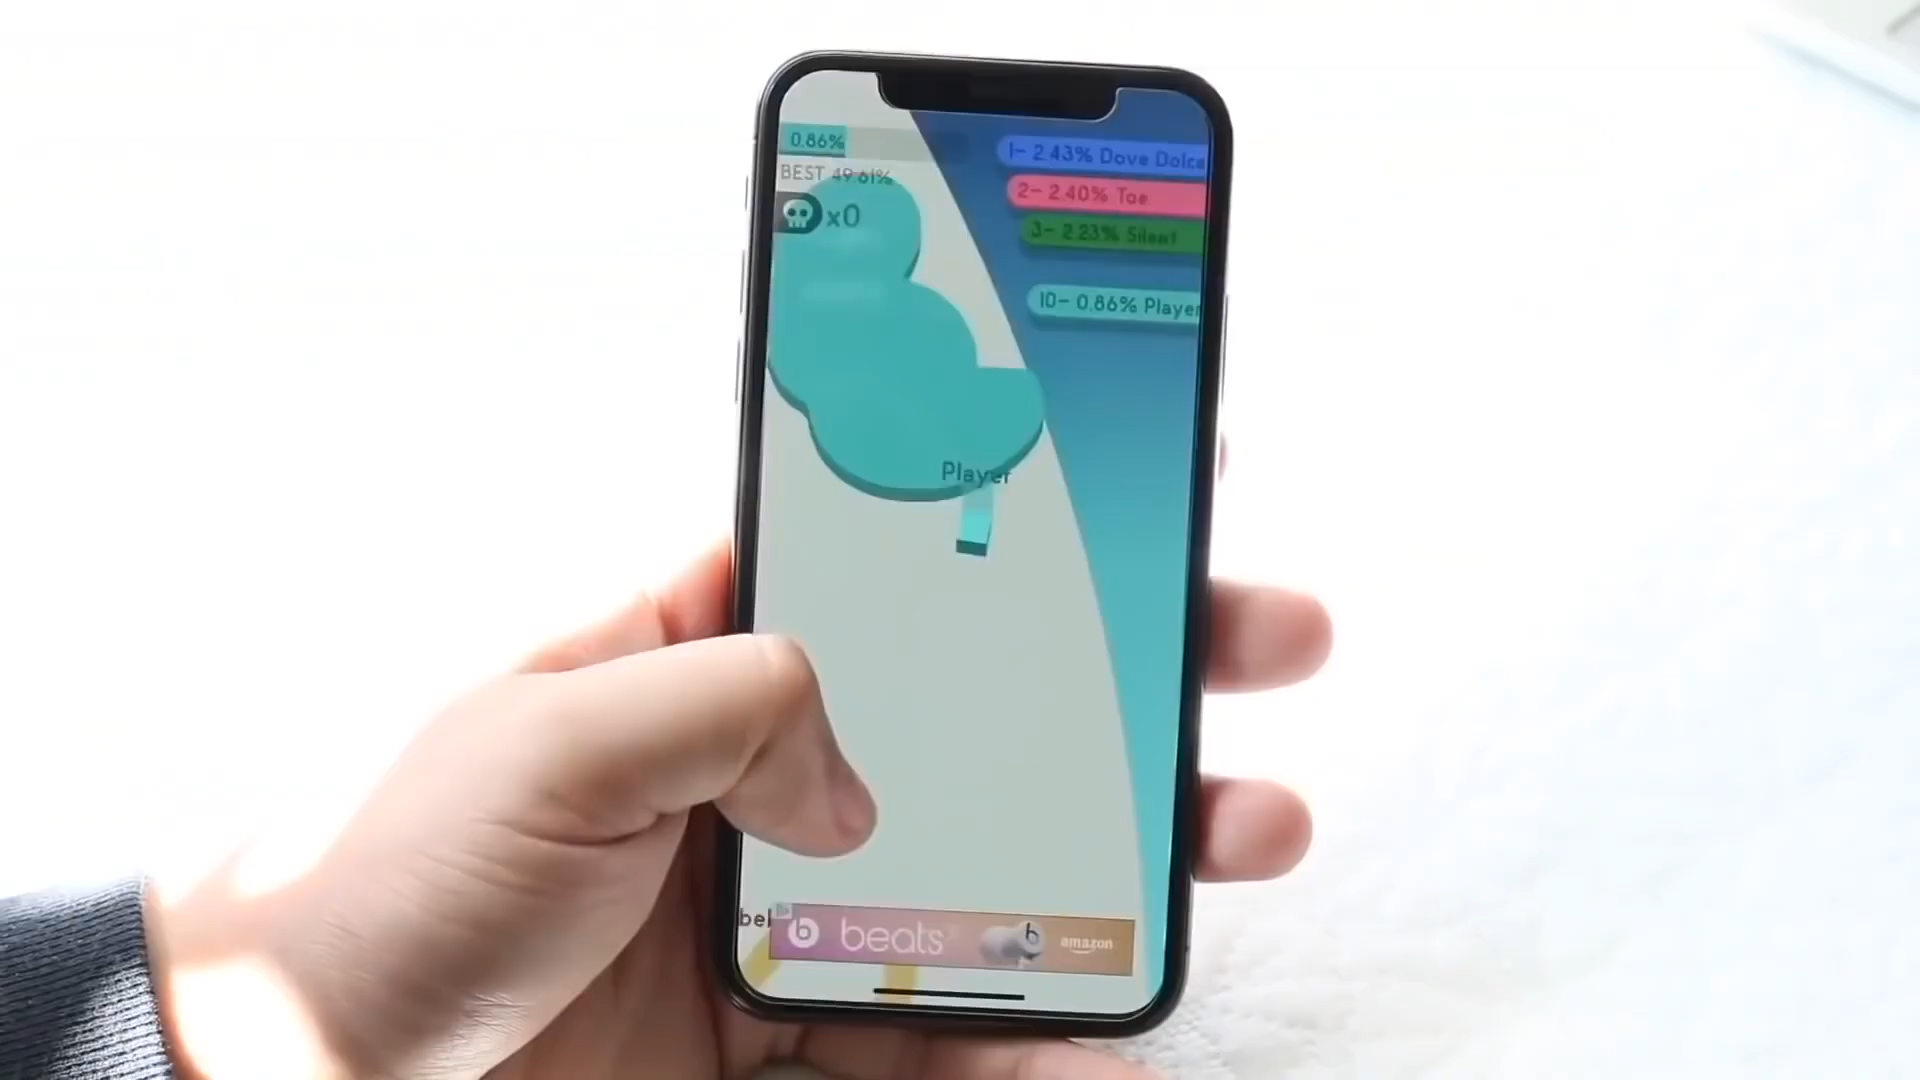 0.86%
BEST 49.61%
x0
1- 2.43% Dove Dolce
2- 2.40% Toe
3- 2.23% Silent
10- 0.86% Player
Player
bel
b beats
b
amazon